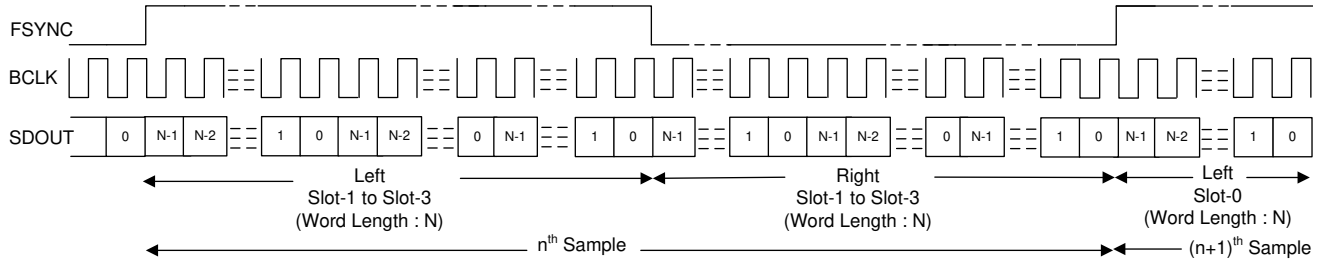 FSYNC
BCLK
SDOUT 0 N-1 N-2 1 0 N-1 N-2 0 N-1 1 0 N-1 1 0 N-1 N-2 0 N-1 1 0 N-1 N-2 1 0
Left Right Left
Slot-1 to Slot-3 Slot-1 to Slot-3 Slot-0
(Word Length : N) (Word Length : N) (Word Length : N)
nth Sample (n+1)th Sample